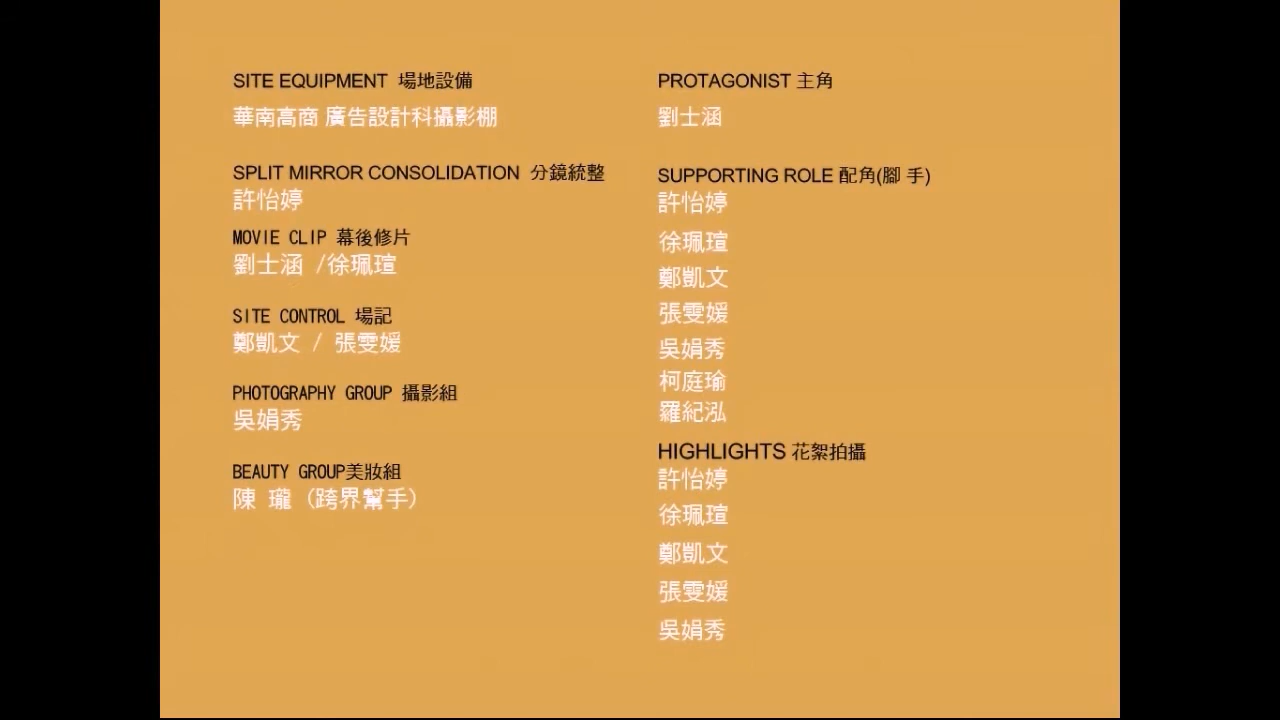 SITE EQUIPMENT 場地設備
華南高商 廣告設計科攝影棚
SPLIT MIRROR CONSOLIDATION 分鏡統整
許怡婷
MOVIE CLIP 幕後修片
劉士涵 /徐珮瑄
SITE CONTROL 場記
鄭凱文 / 張雯媛
PHOTOGRAPHY GROUP 攝影組
吳娟秀
BEAUTY GROUP美妝組
陳 瓏 (跨界幫手)
PROTAGONIST 主角
劉士涵
SUPPORTING ROLE 配角(腳 手)
許怡婷
徐珮瑄
鄭凱文
張雯媛
吳娟秀
柯庭瑜
羅紀泓
HIGHLIGHTS 花絮拍攝
許怡婷
徐珮瑄
鄭凱文
張雯媛
吳娟秀